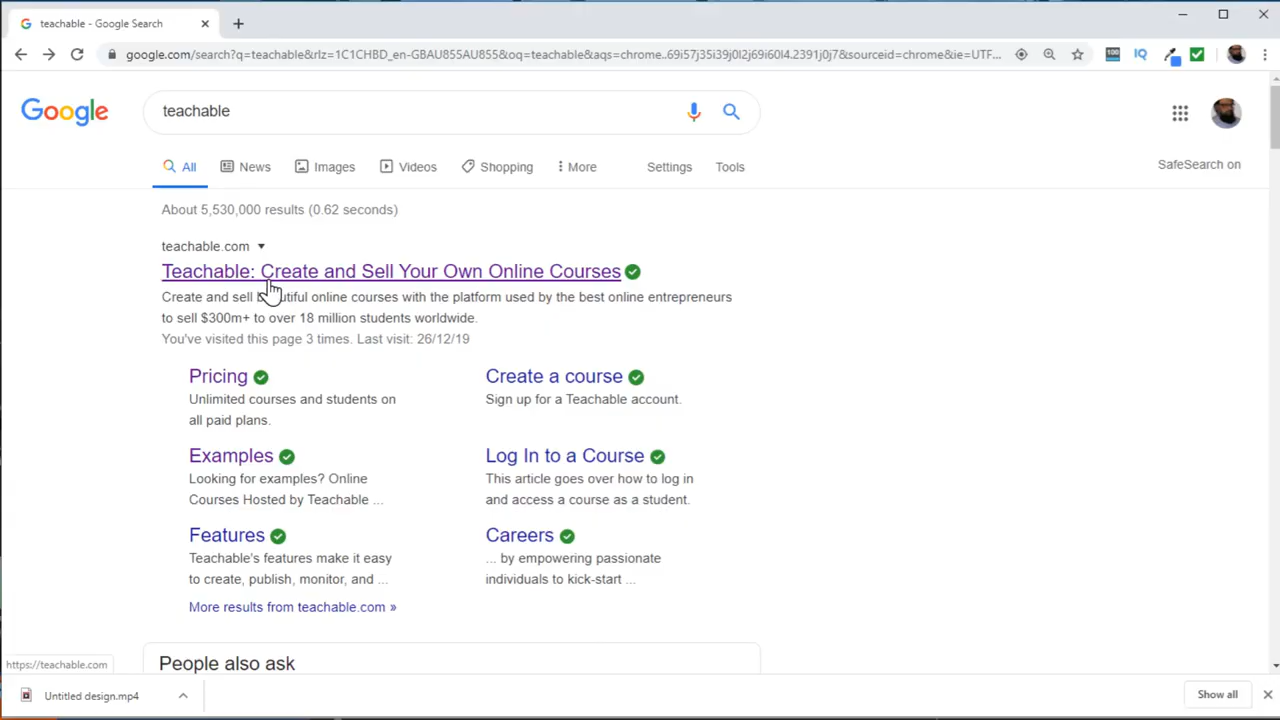 teachable - Google Search
google.com/search?q=teachable&rlz=1C1CHBD_en-GBAU855AU855&oq=teachable&aqs=chrome..69i57j35i39j0l2j69i60l4.2391j0j7&sourceid=chrome&ie=UTF...
100
IQ
Google
teachable
All
News
Images
Videos
Shopping
More
Settings
Tools
SafeSearch on
About 5,530,000 results (0.62 seconds)
teachable.com
Teachable: Create and Sell Your Own Online Courses
Create and sell online courses with the platform used by the best online entrepreneurs
to sell $300m+ to over 18 million students worldwide.
You've visited this page 3 times. Last visit: 26/12/19
Pricing
Unlimited courses and students on
all paid plans.
Create a course
Sign up for a Teachable account.
Examples
Looking for examples? Online
Courses Hosted by Teachable ...
Log In to a Course
This article goes over how to log in
and access a course as a student.
Features
Teachable's features make it easy
to create, publish, monitor, and ...
Careers
... by empowering passionate
individuals to kick-start ...
More results from teachable.com »
People also ask
https://teachable.com
Untitled design.mp4
Show all